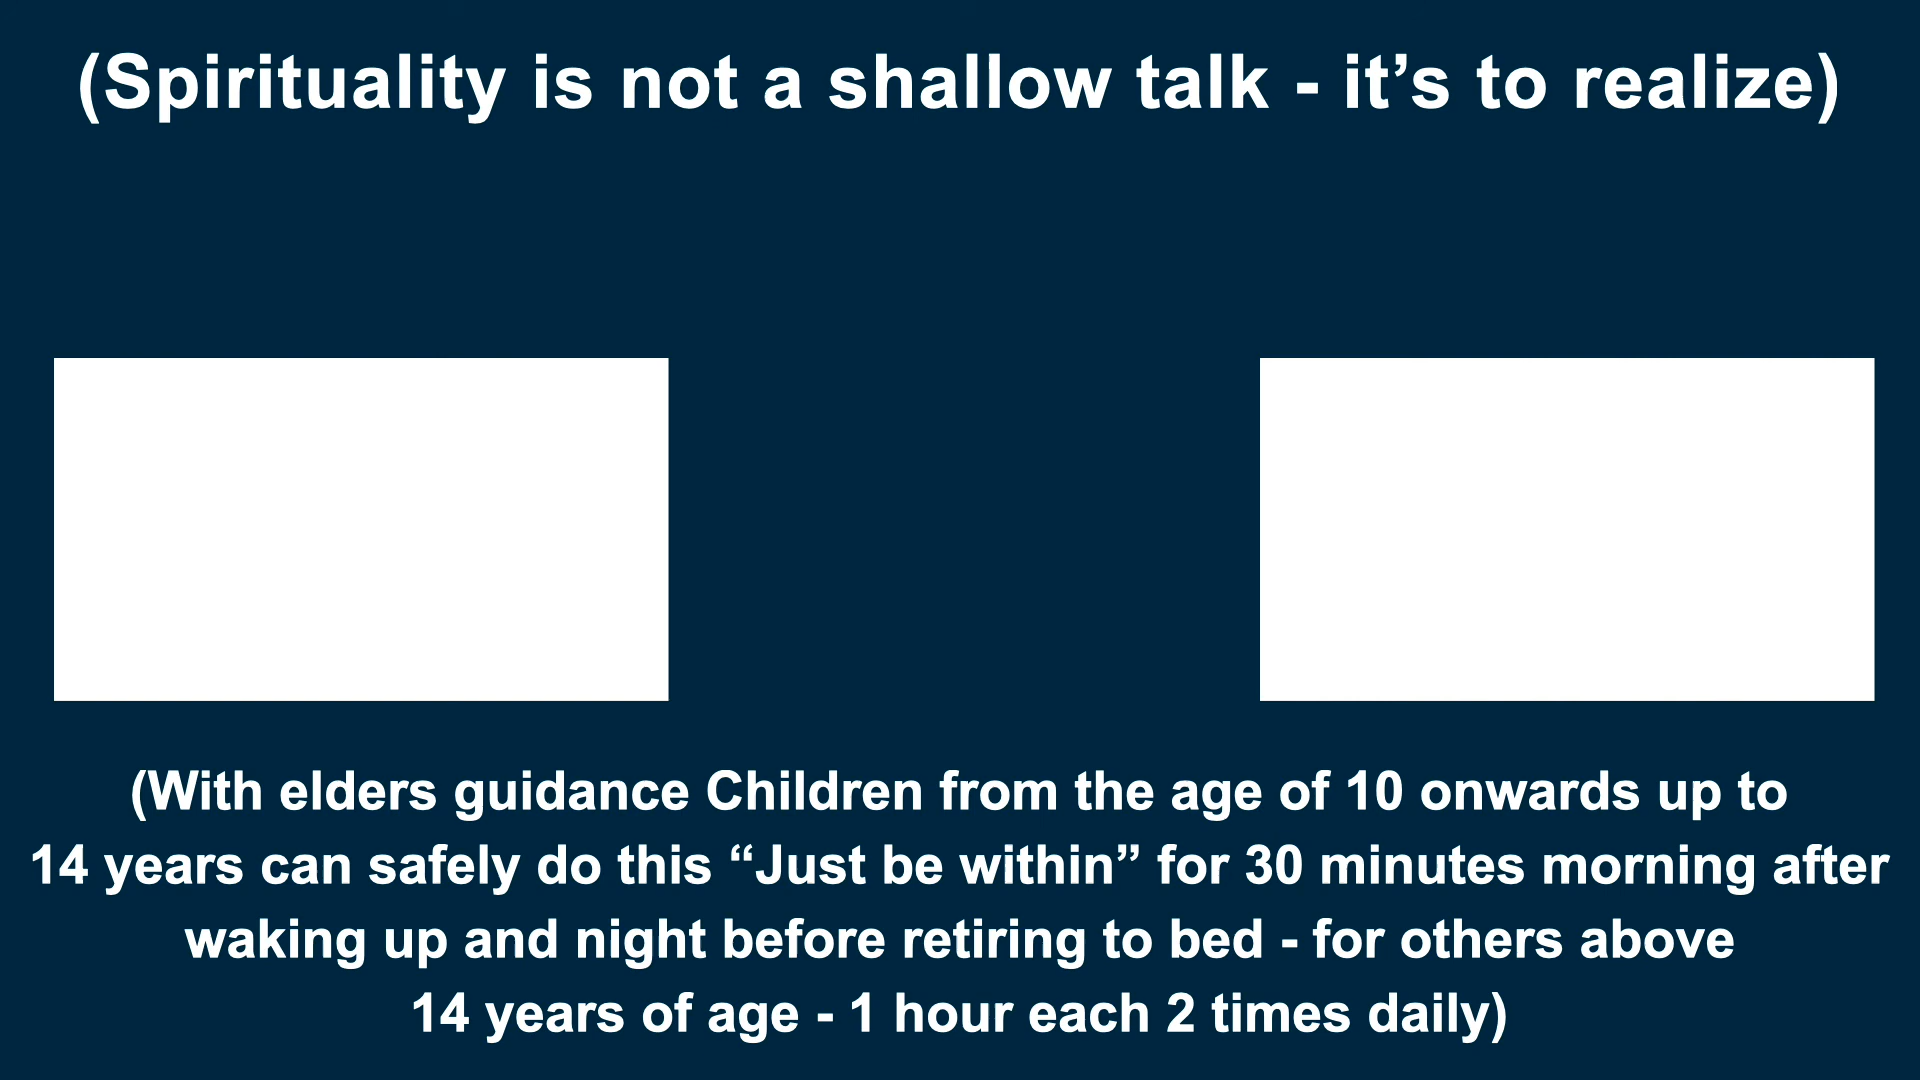 (Spirituality is not a shallow talk - it’s to realize)
(With elders guidance Children from the age of 10 onwards up to
14 years can safely do this “Just be within” for 30 minutes morning after
waking up and night before retiring to bed - for others above
14 years of age - 1 hour each 2 times daily)